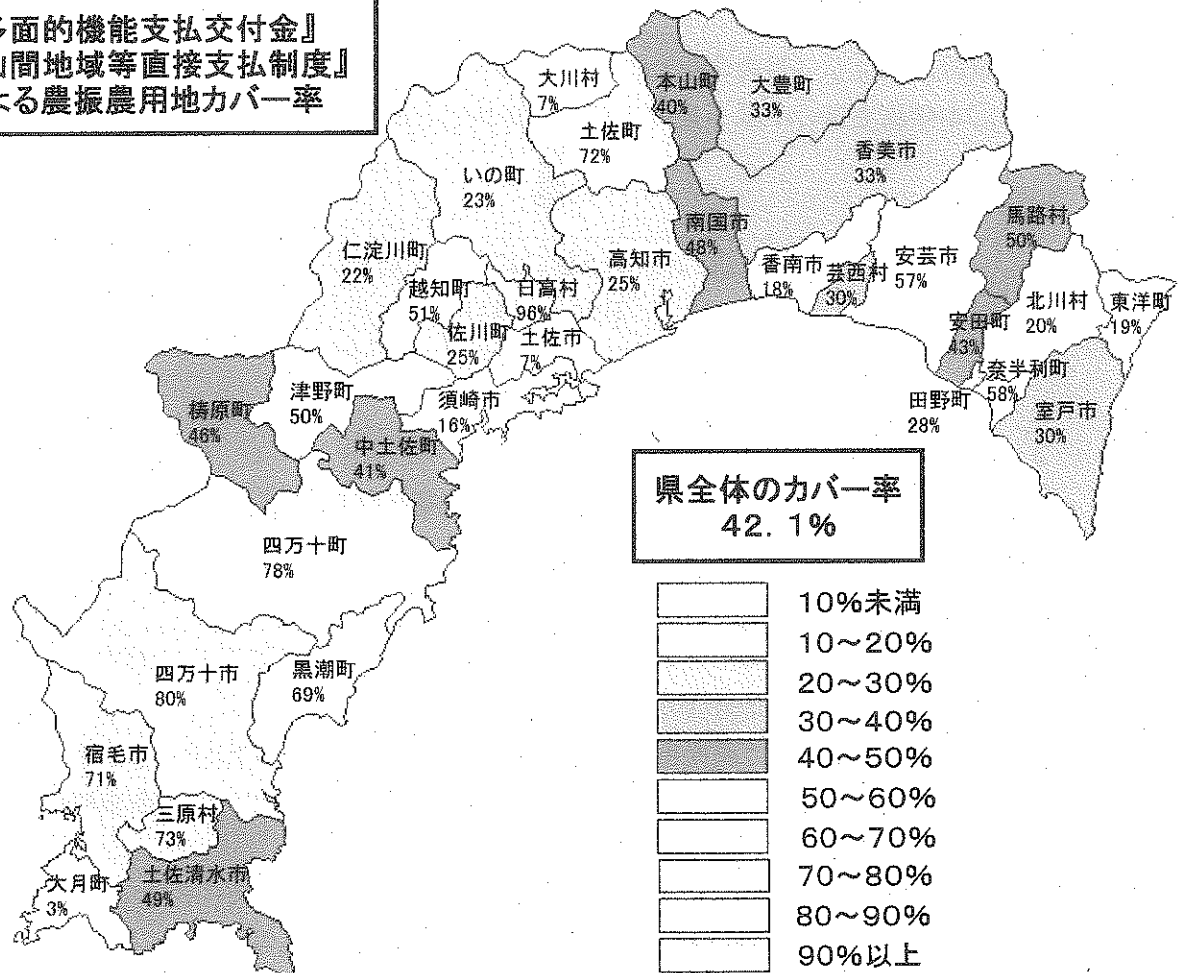 多面的機能支払交付金』
山間地域等直接支払制度』
よる農振農用地カバー率
大川村
7%
本山町
40%
大豊町
33%
土佐町
72%
香美市
33%
いの町
23%
南国市
48%
馬路村
50%
仁淀川町
22%
高知市
25%
香南市
18%
芸西村
30%
安芸市
57%
越知町
51%
日高村
96%
北川村
20%
東洋町
19%
佐川町
25%
土佐市
7%
安田町
43%
奈半利町
58%
津野町
50%
須崎市
16%
田野町
28%
室戸市
30%
梼原町
46%
中土佐町
41%
県全体のカバー率
42. 1%
四万十町
78%
四万十市
80%
黒潮町
69%
宿毛市
71%
三原村
73%
大月町
3%
土佐清水市
49%
10%未満
10~20%
20~30%
30~40%
40~50%
50~60%
60~70%
70~80%
80~90%
90%以上